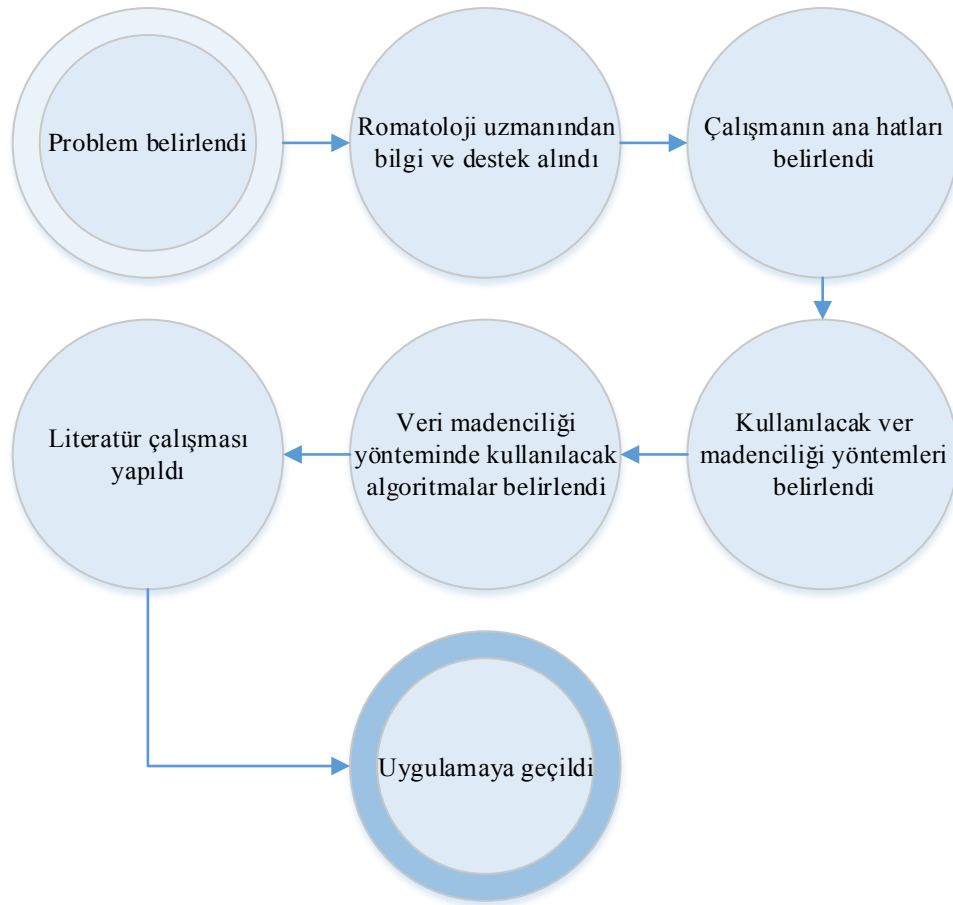 Problem belirlendi
Romatoloji uzmanından
bilgi ve destek alındı
Çalışmanın ana hatları
belirlendi
Kullanılacak ver
madenciliği yöntemleri
belirlendi
Veri madenciliği
yönteminde kullanılacak
algoritmalar belirlendi
Literatür çalışması
yapıldı
Uygulamaya geçildi